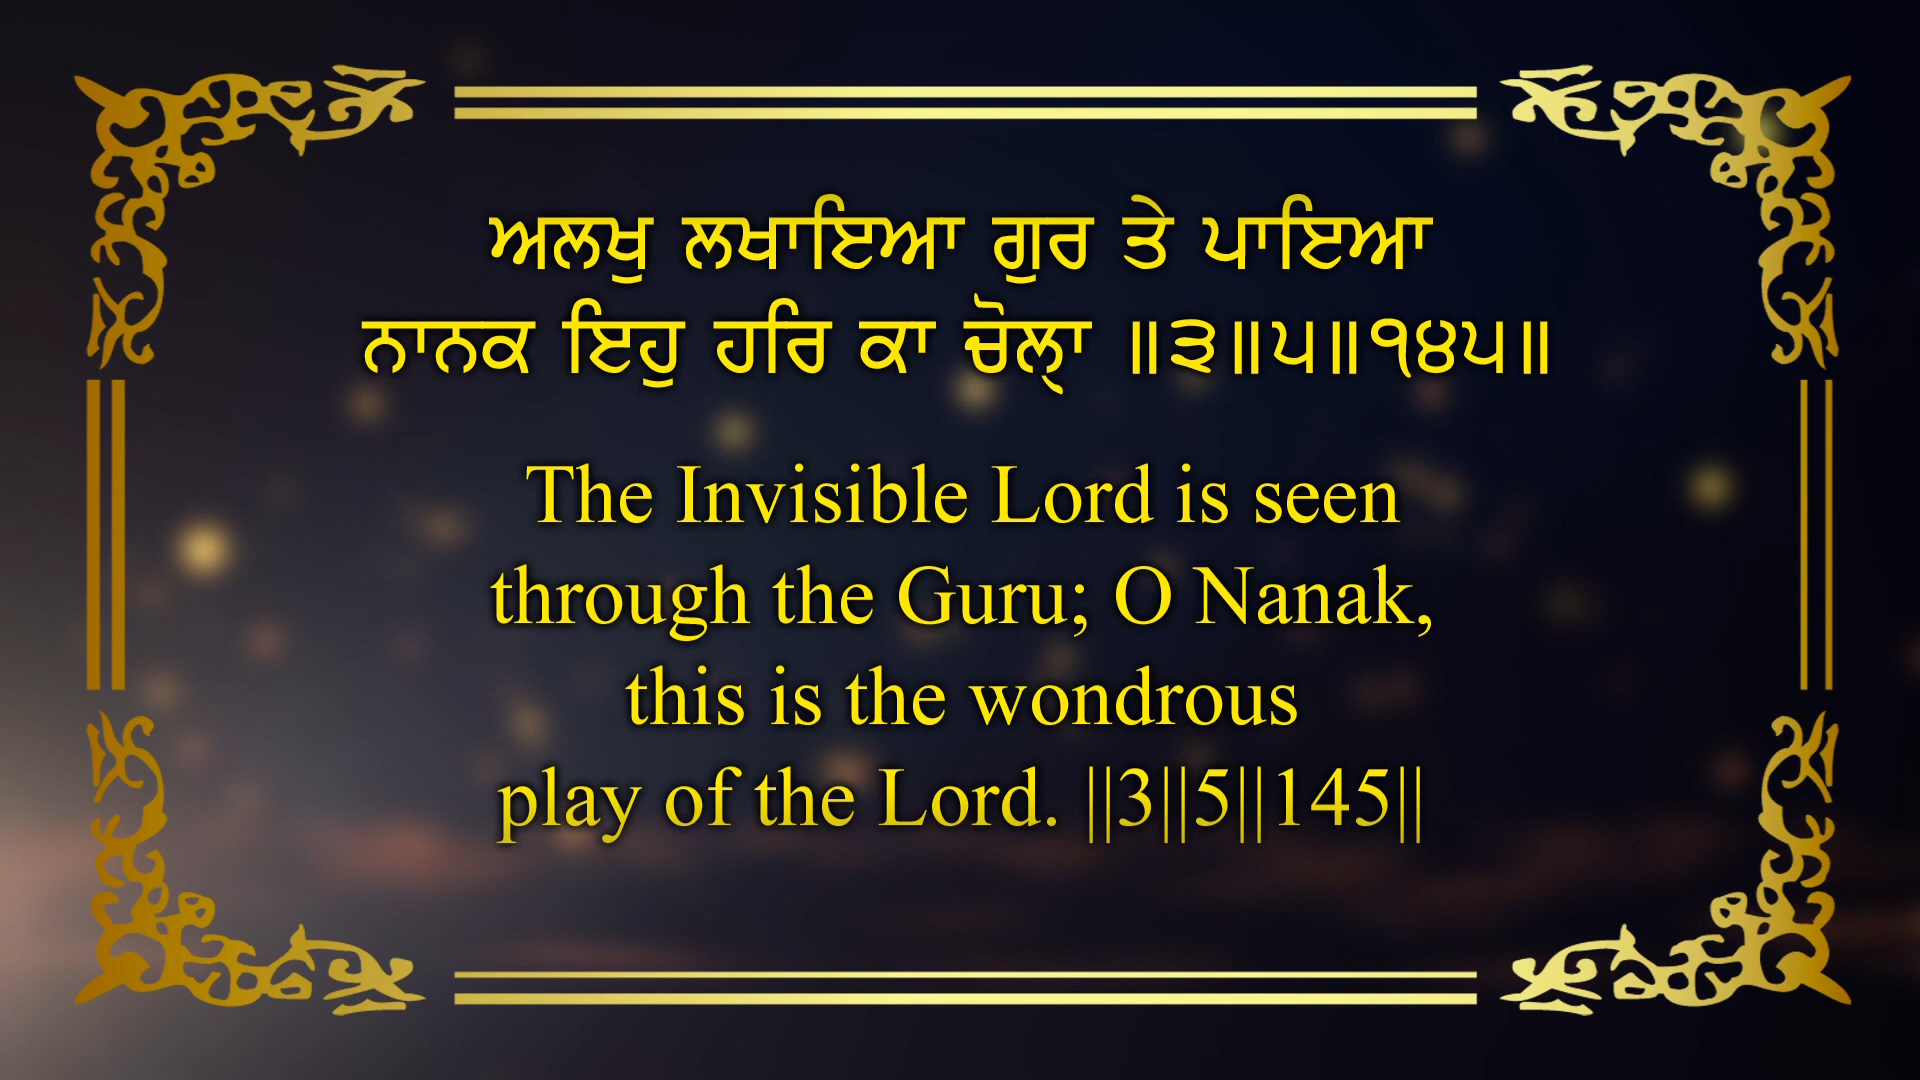 ਅਲਖੁ ਲਖਾਇਆ ਗੁਰ ਤੇ ਪਾਇਆ
ਨਾਨਕ ਇਹੁ ਹਰਿ ਕਾ ਚੋਲ੍ਹਾ ॥੩॥੫॥੧੪੫॥
The Invisible Lord is seen
through the Guru; O Nanak,
this is the wondrous
play of the Lord. ||3||5||145||